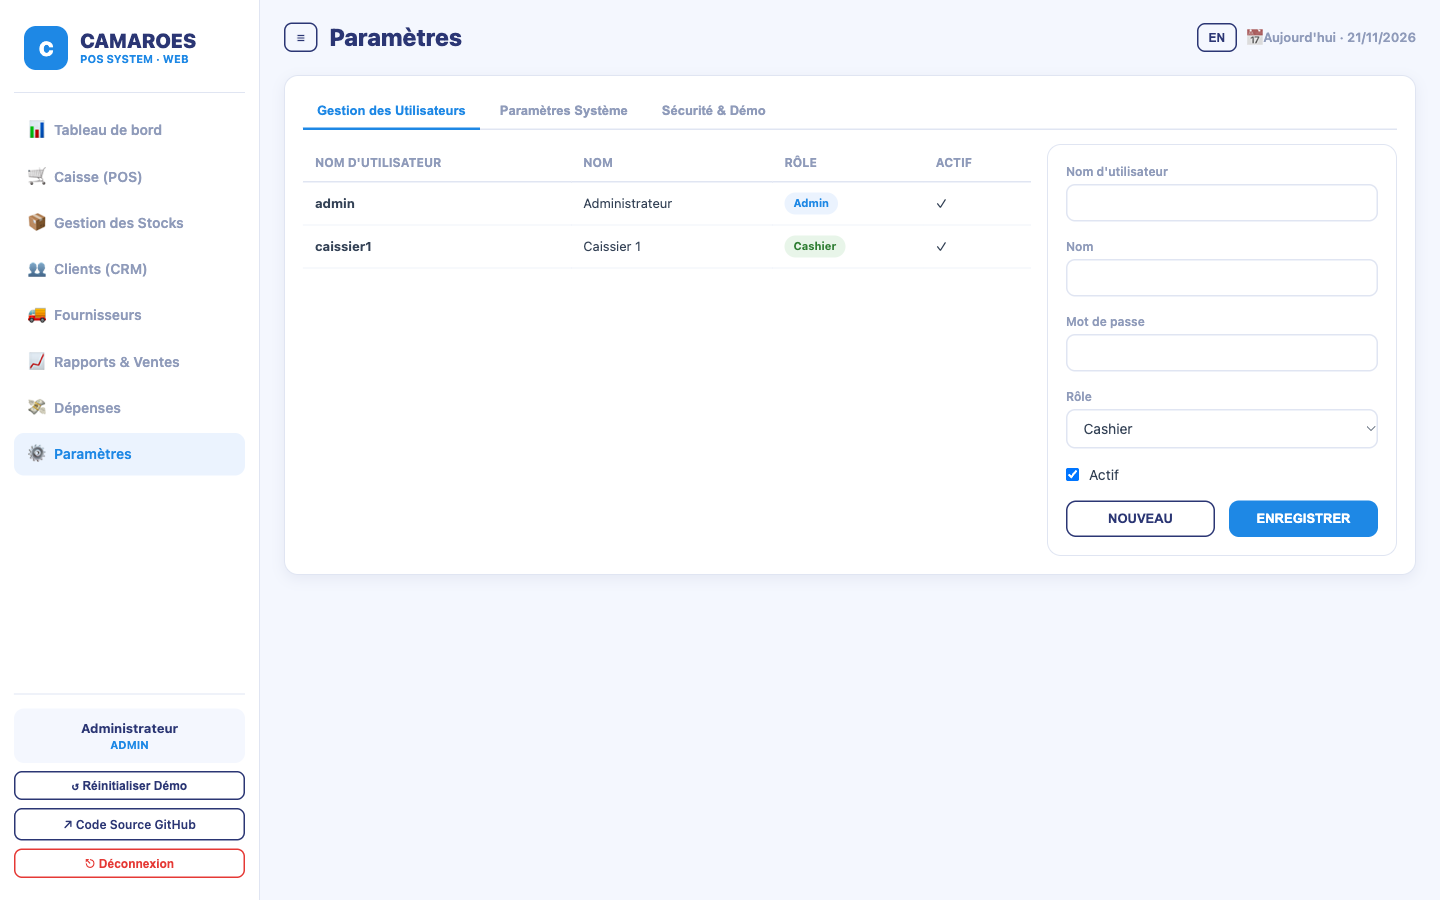 C
CAMAROES
POS SYSTEM · WEB
Tableau de bord
Caisse (POS)
Gestion des Stocks
Clients (CRM)
Fournisseurs
Rapports & Ventes
Dépenses
Paramètres
Administrateur
ADMIN
↺ Réinitialiser Démo
↗ Code Source GitHub
⎋ Déconnexion
≡
Paramètres
EN
📅Aujourd'hui · 21/11/2026
Gestion des Utilisateurs
Paramètres Système
Sécurité & Démo
NOM D'UTILISATEUR NOM RÔLE ACTIF
admin Administrateur Admin ✓
caissier1 Caissier 1 Cashier ✓
Nom d'utilisateur
Nom
Mot de passe
Rôle
Cashier
Actif
NOUVEAU
ENREGISTRER